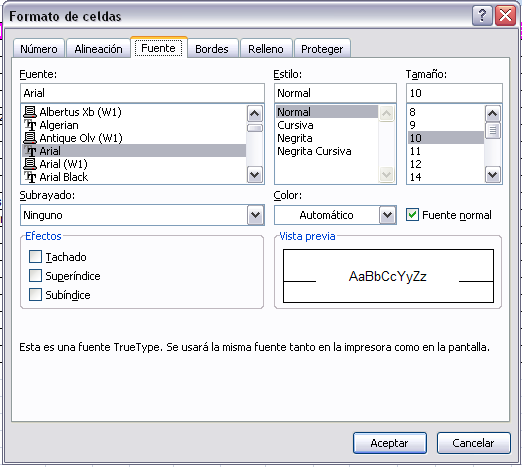 Formato de celdas
Número Alineación Fuente Bordes Relleno Proteger
Fuente: Estilo: Tamaño:
Arial Normal 10
Albertus Xb (W1) Normal 8
Algerian Cursiva 9
Antique Olv (W1) Negrita 10
Arial Negrita Cursiva 11
Arial (W1) 12
Arial Black 14
Subrayado: Color:
Ninguno Automático Fuente normal
Efectos Vista previa
Tachado
Superíndice AaBbCcYyZz
Subíndice
Esta es una fuente TrueType. Se usará la misma fuente tanto en la impresora como en la pantalla.
Aceptar Cancelar